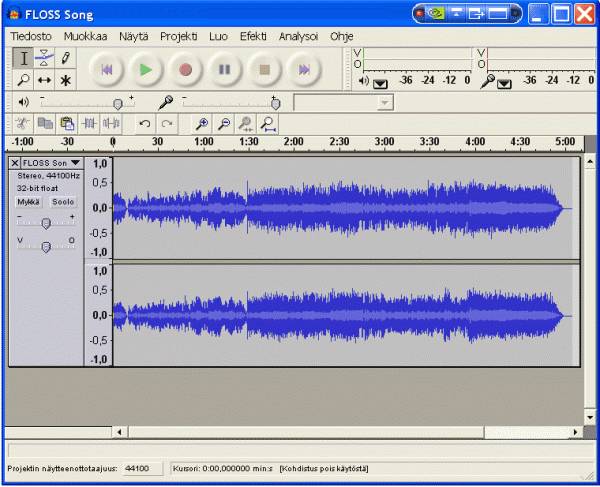 FLOSS Song
Tiedosto Muokkaa Näytä Projekti Luo Efekti Analysoi Ohje
V
O
-36 -24 -12 0
V
O
-36 -24 -12 0
- +
- +
-1:00 -30 0 30 1:00 1:30 2:00 2:30 3:00 3:30 4:00 4:30 5:00
FLOSS Son
Stereo, 44100Hz
32-bit float
Mykkä Soolo
- +
V O
1,0
0,5
0,0
-0,5
-1,0
1,0
0,5
0,0
-0,5
-1,0
Projektin näytteenottotaajuus: 44100 Kursori: 0:00,000000 min:s [Kohdistus pois käytöstä]